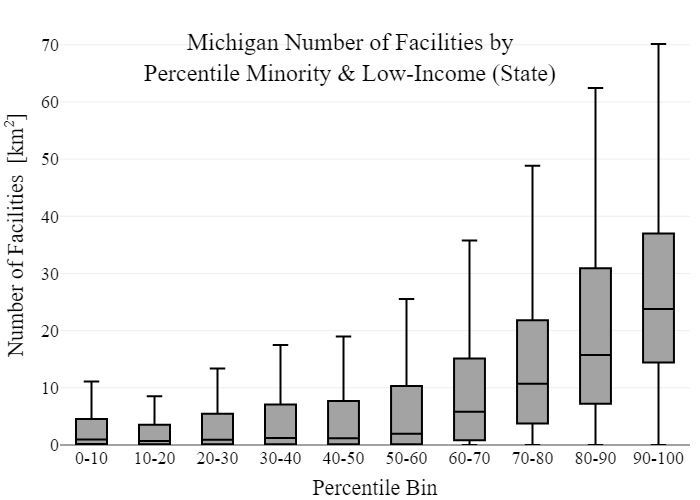 Michigan Number of Facilities by
Percentile Minority & Low-Income (State)
Number of Facilities [km²]
70
60
50
40
30
20
10
0
0-10 10-20 20-30 30-40 40-50 50-60 60-70 70-80 80-90 90-100
Percentile Bin